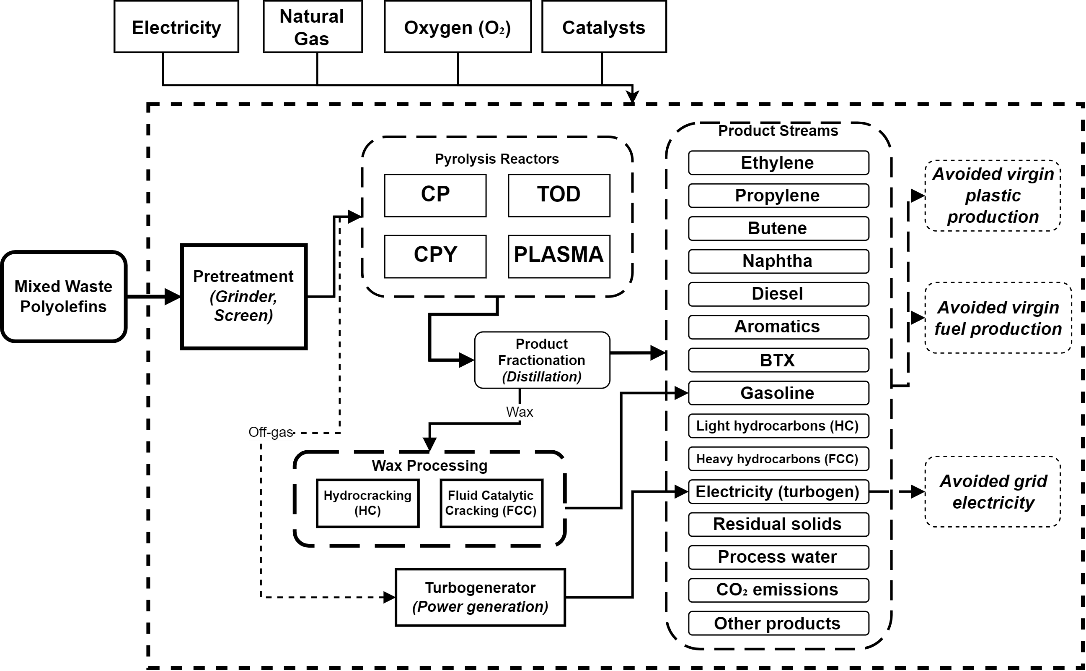 Electricity
Natural
Gas
Oxygen (O₂)
Catalysts
Product Streams
Pyrolysis Reactors
CP
TOD
CPY
PLASMA
Mixed Waste
Polyolefins
Pretreatment
(Grinder,
Screen)
Product
Fractionation
(Distillation)
Wax
Off-gas
Wax Processing
Hydrocracking
(HC)
Fluid Catalytic
Cracking (FCC)
Turbogenerator
(Power generation)
Ethylene
Propylene
Butene
Naphtha
Diesel
Aromatics
BTX
Gasoline
Light hydrocarbons (HC)
Heavy hydrocarbons (FCC)
Electricity (turbogen)
Residual solids
Process water
CO₂ emissions
Other products
Avoided virgin
plastic
production
Avoided virgin
fuel production
Avoided grid
electricity